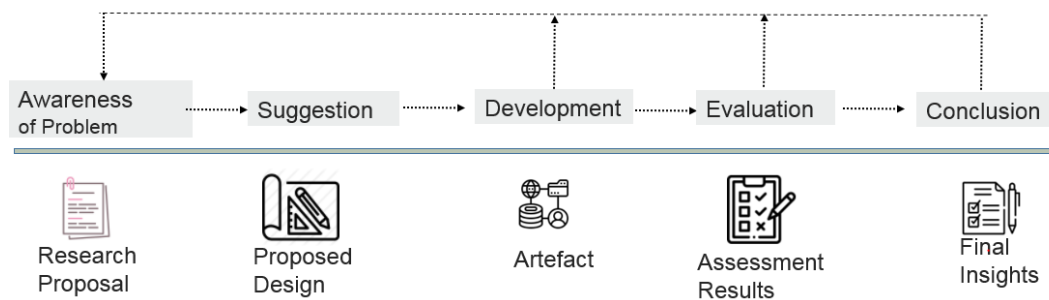 Awareness
of Problem
Suggestion
Development
Evaluation
Conclusion
Research
Proposal
Proposed
Design
Artefact
Assessment
Results
Final
Insights